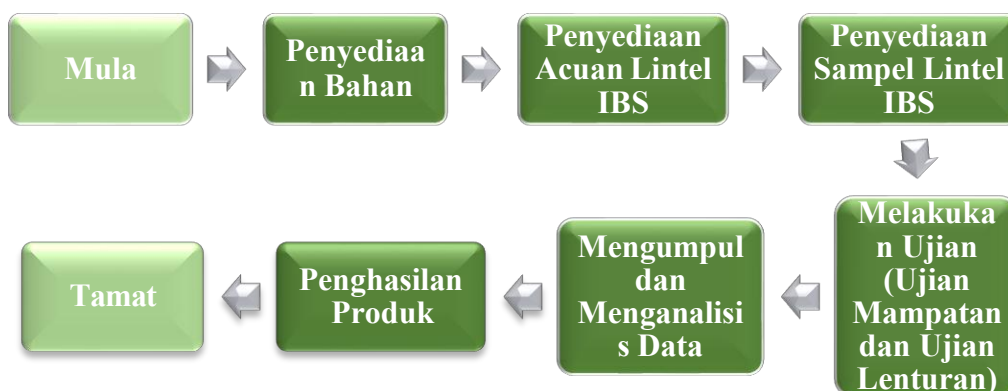 Mula
Penyediaa
n Bahan
Penyediaan
Acuan Lintel
IBS
Penyediaan
Sampel Lintel
IBS
Melakuka
n Ujian
(Ujian
Mampatan
dan Ujian
Lenturan)
Mengumpul
dan
Menganalisi
s Data
Penghasilan
Produk
Tamat